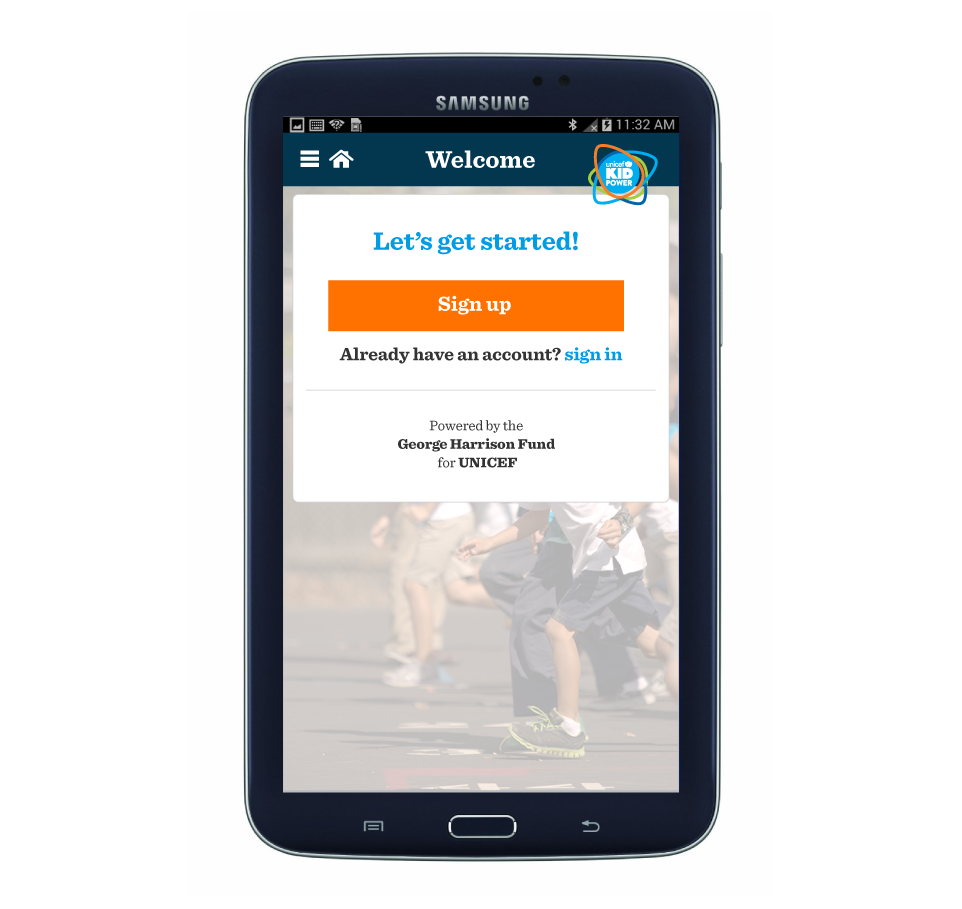 SAMSUNG
11:32 AM
Welcome
unicef
KID
POWER
Let’s get started!
Sign up
Already have an account? sign in
Powered by the
George Harrison Fund
for UNICEF